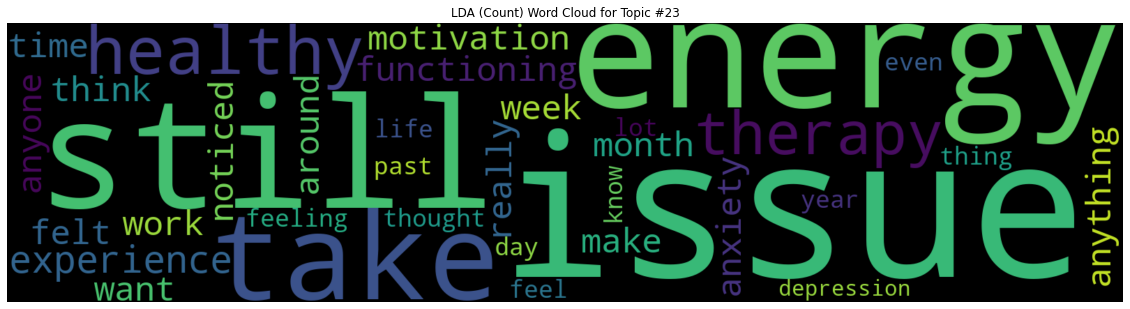 LDA (Count) Word Cloud for Topic #23
time
healthy
motivation
energy
functioning
even
think
still
noticed
around
week
anyone
life
lot
past
month
therapy
thing
issue
really
know
anxiety
year
anything
work
feeling
thought
felt
take
day
make
experience
want
feel
depression